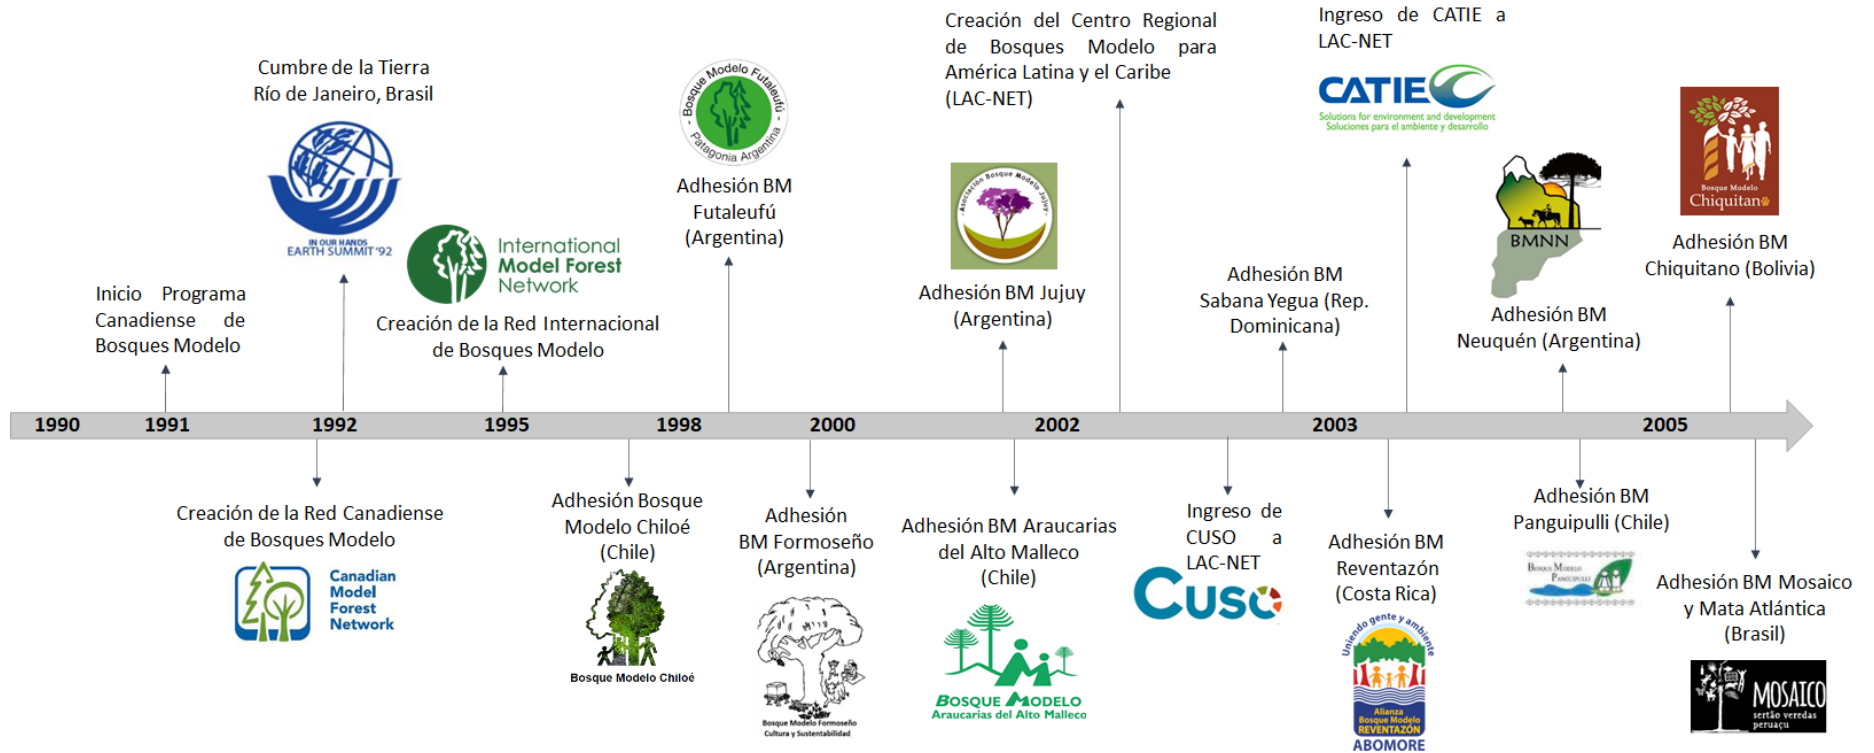 Cumbre de la Tierra
Río de Janeiro, Brasil
IN OUR HANDS
EARTH SUMMIT '92
Inicio Programa
Canadiense de
Bosques Modelo
International
Model Forest
Network
Creación de la Red Internacional
de Bosques Modelo
- Bosque Modelo Futaleufú -
Patagonia Argentina
Adhesión BM
Futaleufú
(Argentina)
Creación del Centro Regional
de Bosques Modelo para
América Latina y el Caribe
(LAC-NET)
-Asociación Bosque Modelo Jujuy-
Adhesión BM Jujuy
(Argentina)
Adhesión BM
Sabana Yegua (Rep.
Dominicana)
Ingreso de CATIE a
LAC-NET
CATIE
Solutions for environment and development
Soluciones para el ambiente y desarrollo
BMNN
Adhesión BM
Neuquén (Argentina)
Bosque Modelo
Chiquitano
Adhesión BM
Chiquitano (Bolivia)
1990 1991 1992 1995 1998 2000 2002 2003 2005
Creación de la Red Canadiense
de Bosques Modelo
Canadian
Model
Forest
Network
Adhesión Bosque
Modelo Chiloé
(Chile)
Bosque Modelo Chiloé
Adhesión
BM Formoseño
(Argentina)
Bosque Modelo Formoseño
Cultura y Sustentabilidad
Adhesión BM Araucarias
del Alto Malleco
(Chile)
BOSQUE MODELO
Araucarias del Alto Malleco
Ingreso de
CUSO a
LAC-NET
Cuso
Adhesión BM
Reventazón
(Costa Rica)
Uniendo gente y ambiente
Alianza
Bosque Modelo
REVENTAZÓN
ABOMORE
Adhesión BM
Panguipulli (Chile)
BOSQUE MODELO
PANGUIPULLI
Adhesión BM Mosaico
y Mata Atlántica
(Brasil)
MOSAICO
sertão veredas
peruaçu